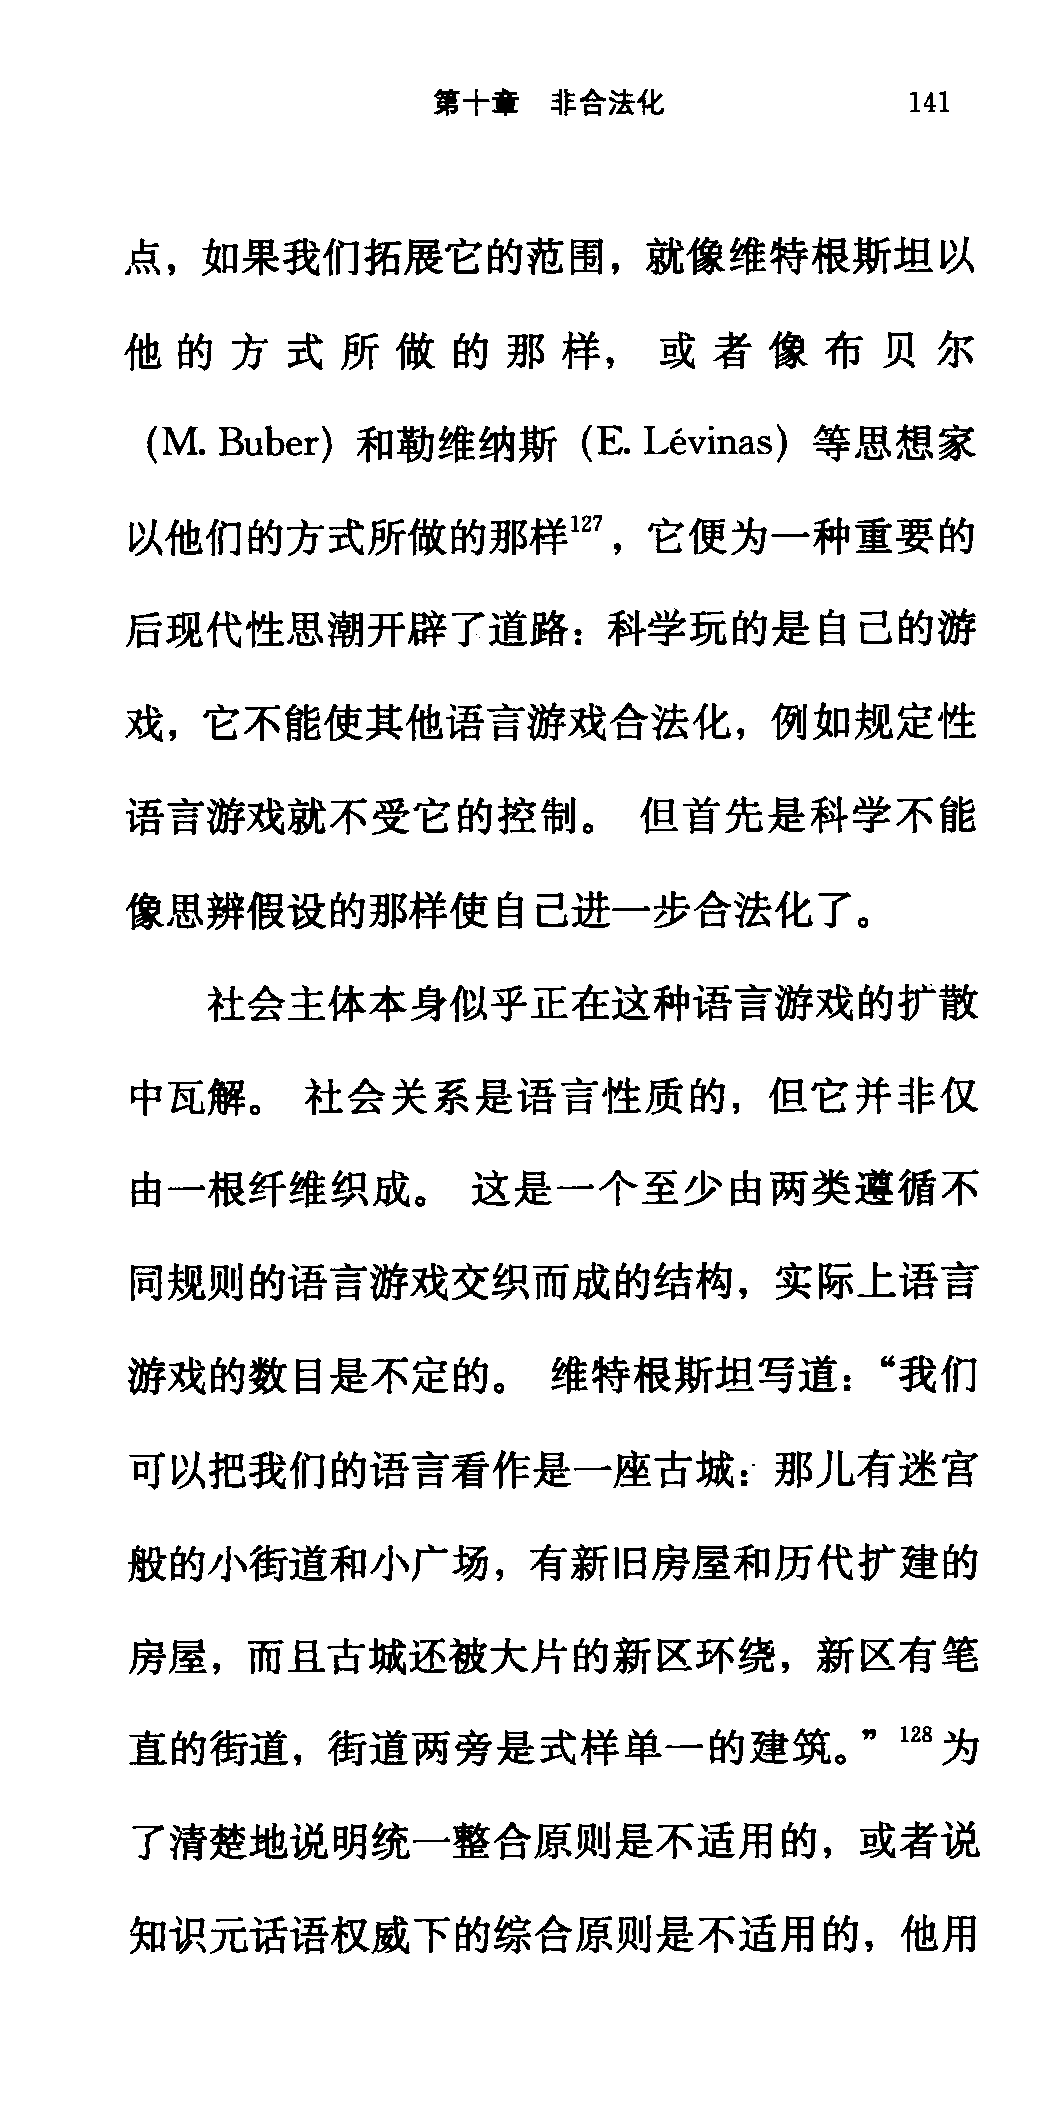 第十章 非合法化 141
点，如果我们拓展它的范围，就像维特根斯坦以
他的方式所做的那样，或者像布贝尔
（M. Buber）和勒维纳斯（E. Lévinas）等思想家
以他们的方式所做的那样127，它便为一种重要的
后现代性思潮开辟了道路：科学玩的是自己的游
戏，它不能使其他语言游戏合法化，例如规定性
语言游戏就不受它的控制。但首先是科学不能
像思辨假设的那样使自己进一步合法化了。
社会主体本身似乎正在这种语言游戏的扩散
中瓦解。社会关系是语言性质的，但它并非仅
由一根纤维织成。这是一个至少由两类遵循不
同规则的语言游戏交织而成的结构，实际上语言
游戏的数目是不定的。维特根斯坦写道：“我们
可以把我们的语言看作是一座古城：那儿有迷宫
般的小街道和小广场，有新旧房屋和历代扩建的
房屋，而且古城还被大片的新区环绕，新区有笔
直的街道，街道两旁是式样单一的建筑。”128为
了清楚地说明统一整合原则是不适用的，或者说
知识元话语权威下的综合原则是不适用的，他用